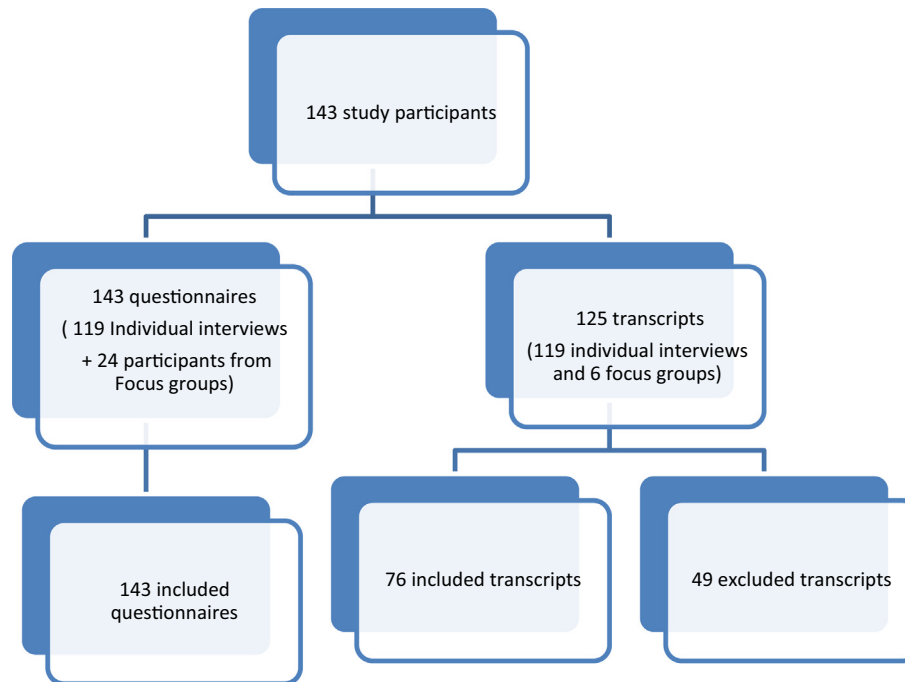 143 study participants
143 questionnaires
( 119 Individual interviews
+ 24 participants from
Focus groups)
125 transcripts
(119 individual interviews
and 6 focus groups)
143 included
questionnaires
76 included transcripts
49 excluded transcripts